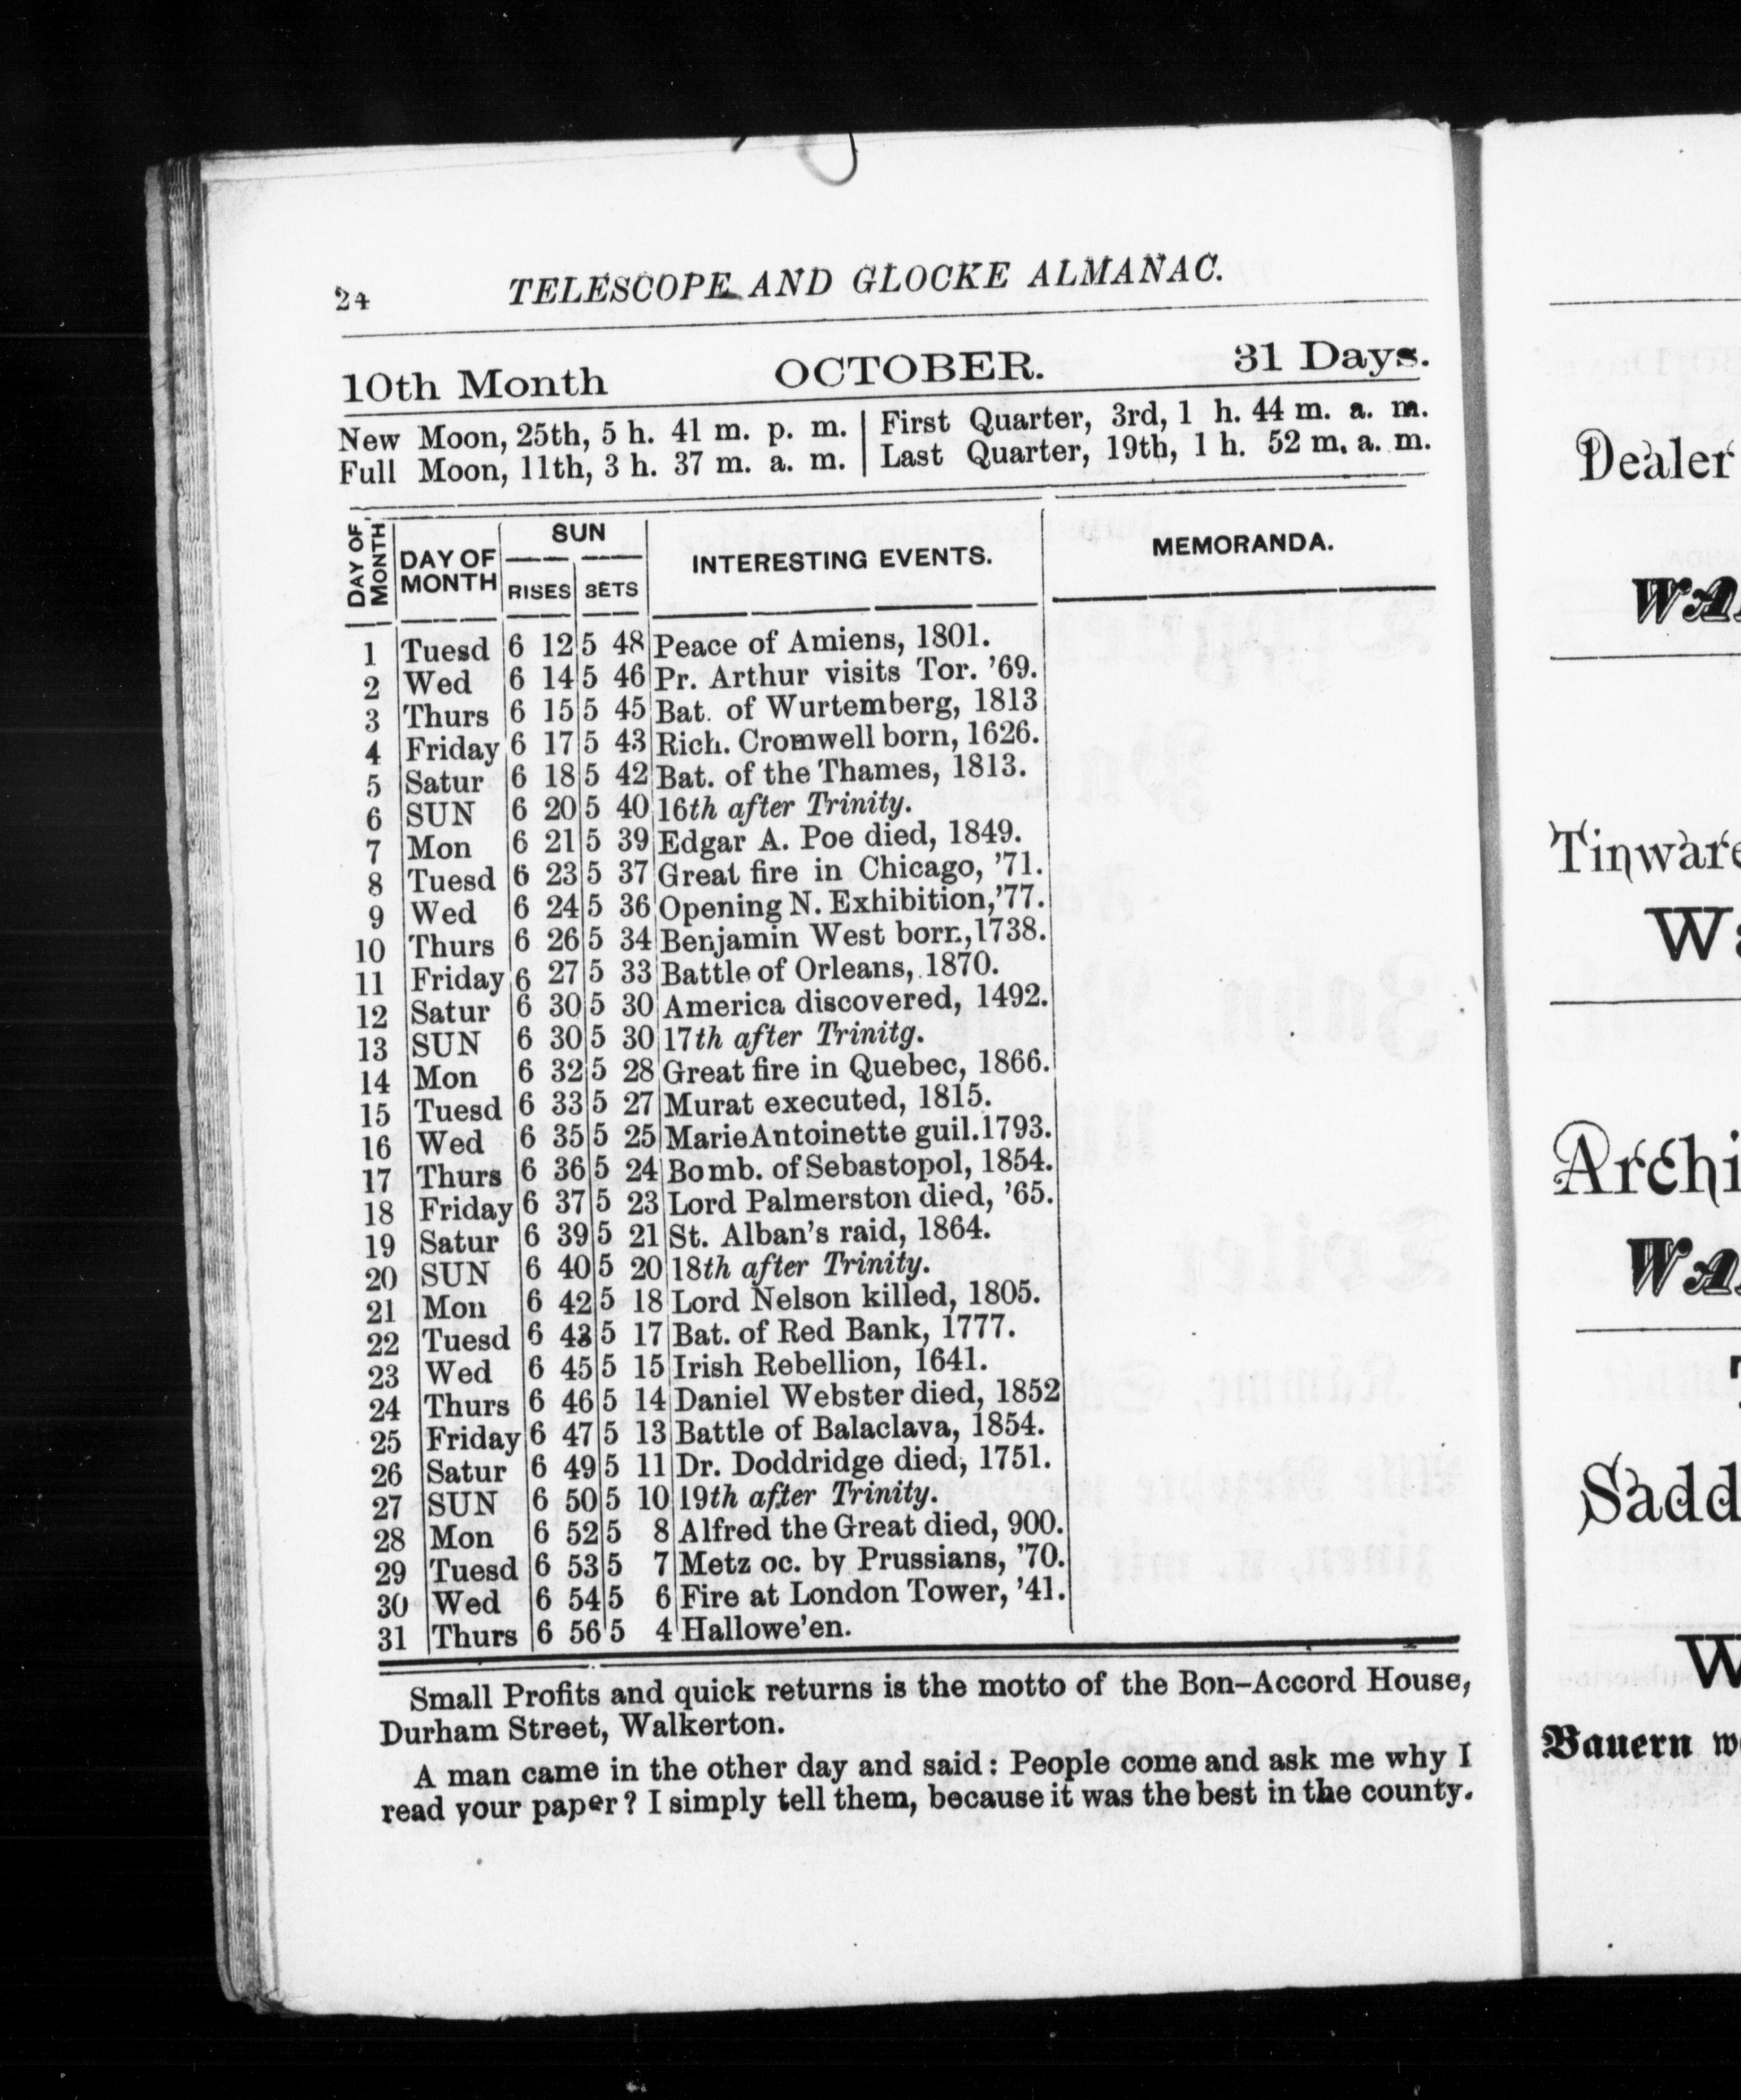 24 TELESCOPE AND GLOCKE ALMANAC.
10th Month OCTOBER. 31 Days.
New Moon, 25th, 5 h. 41 m. p. m. | First Quarter, 3rd, 1 h. 44 m. a. m.
Full Moon, 11th, 3 h. 37 m. a. m. | Last Quarter, 19th, 1 h. 52 m. a. m.
DAY OF MONTH DAY OF MONTH SUN RISES SETS INTERESTING EVENTS. MEMORANDA.
1 Tuesd 6 12 5 48 Peace of Amiens, 1801.
2 Wed 6 14 5 46 Pr. Arthur visits Tor. '69.
3 Thurs 6 15 5 45 Bat. of Wurtemberg, 1813
4 Friday 6 17 5 43 Rich. Cromwell born, 1626.
5 Satur 6 18 5 42 Bat. of the Thames, 1813.
6 SUN 6 20 5 40 16th after Trinity.
7 Mon 6 21 5 39 Edgar A. Poe died, 1849.
8 Tuesd 6 23 5 37 Great fire in Chicago, '71.
9 Wed 6 24 5 36 Opening N. Exhibition,'77.
10 Thurs 6 26 5 34 Benjamin West born,1738.
11 Friday 6 27 5 33 Battle of Orleans, 1870.
12 Satur 6 30 5 30 America discovered, 1492.
13 SUN 6 30 5 30 17th after Trinitg.
14 Mon 6 32 5 28 Great fire in Quebec, 1866.
15 Tuesd 6 33 5 27 Murat executed, 1815.
16 Wed 6 35 5 25 Marie Antoinette guil.1793.
17 Thurs 6 36 5 24 Bomb. of Sebastopol, 1854.
18 Friday 6 37 5 23 Lord Palmerston died, '65.
19 Satur 6 39 5 21 St. Alban's raid, 1864.
20 SUN 6 40 5 20 18th after Trinity.
21 Mon 6 42 5 18 Lord Nelson killed, 1805.
22 Tuesd 6 43 5 17 Bat. of Red Bank, 1777.
23 Wed 6 45 5 15 Irish Rebellion, 1641.
24 Thurs 6 46 5 14 Daniel Webster died, 1852
25 Friday 6 47 5 13 Battle of Balaclava, 1854.
26 Satur 6 49 5 11 Dr. Doddridge died, 1751.
27 SUN 6 50 5 10 19th after Trinity.
28 Mon 6 52 5 8 Alfred the Great died, 900.
29 Tuesd 6 53 5 7 Metz oc. by Prussians, '70.
30 Wed 6 54 5 6 Fire at London Tower, '41.
31 Thurs 6 56 5 4 Hallowe'en.
Small Profits and quick returns is the motto of the Bon-Accord House,
Durham Street, Walkerton.
A man came in the other day and said: People come and ask me why I
read your paper? I simply tell them, because it was the best in the county.
Dealer
Tinware
Bauern